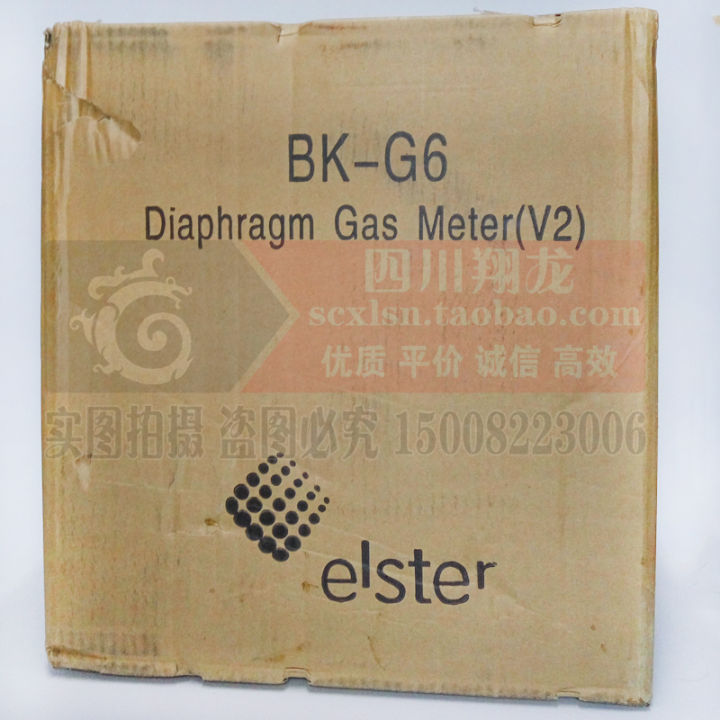 BK-G6
Diaphragm Gas Meter(V2)
四川翔龙
scxlsn.taobao.com
优质 平价 诚信 高效
实图拍摄 盗图必究 15008223006
elster